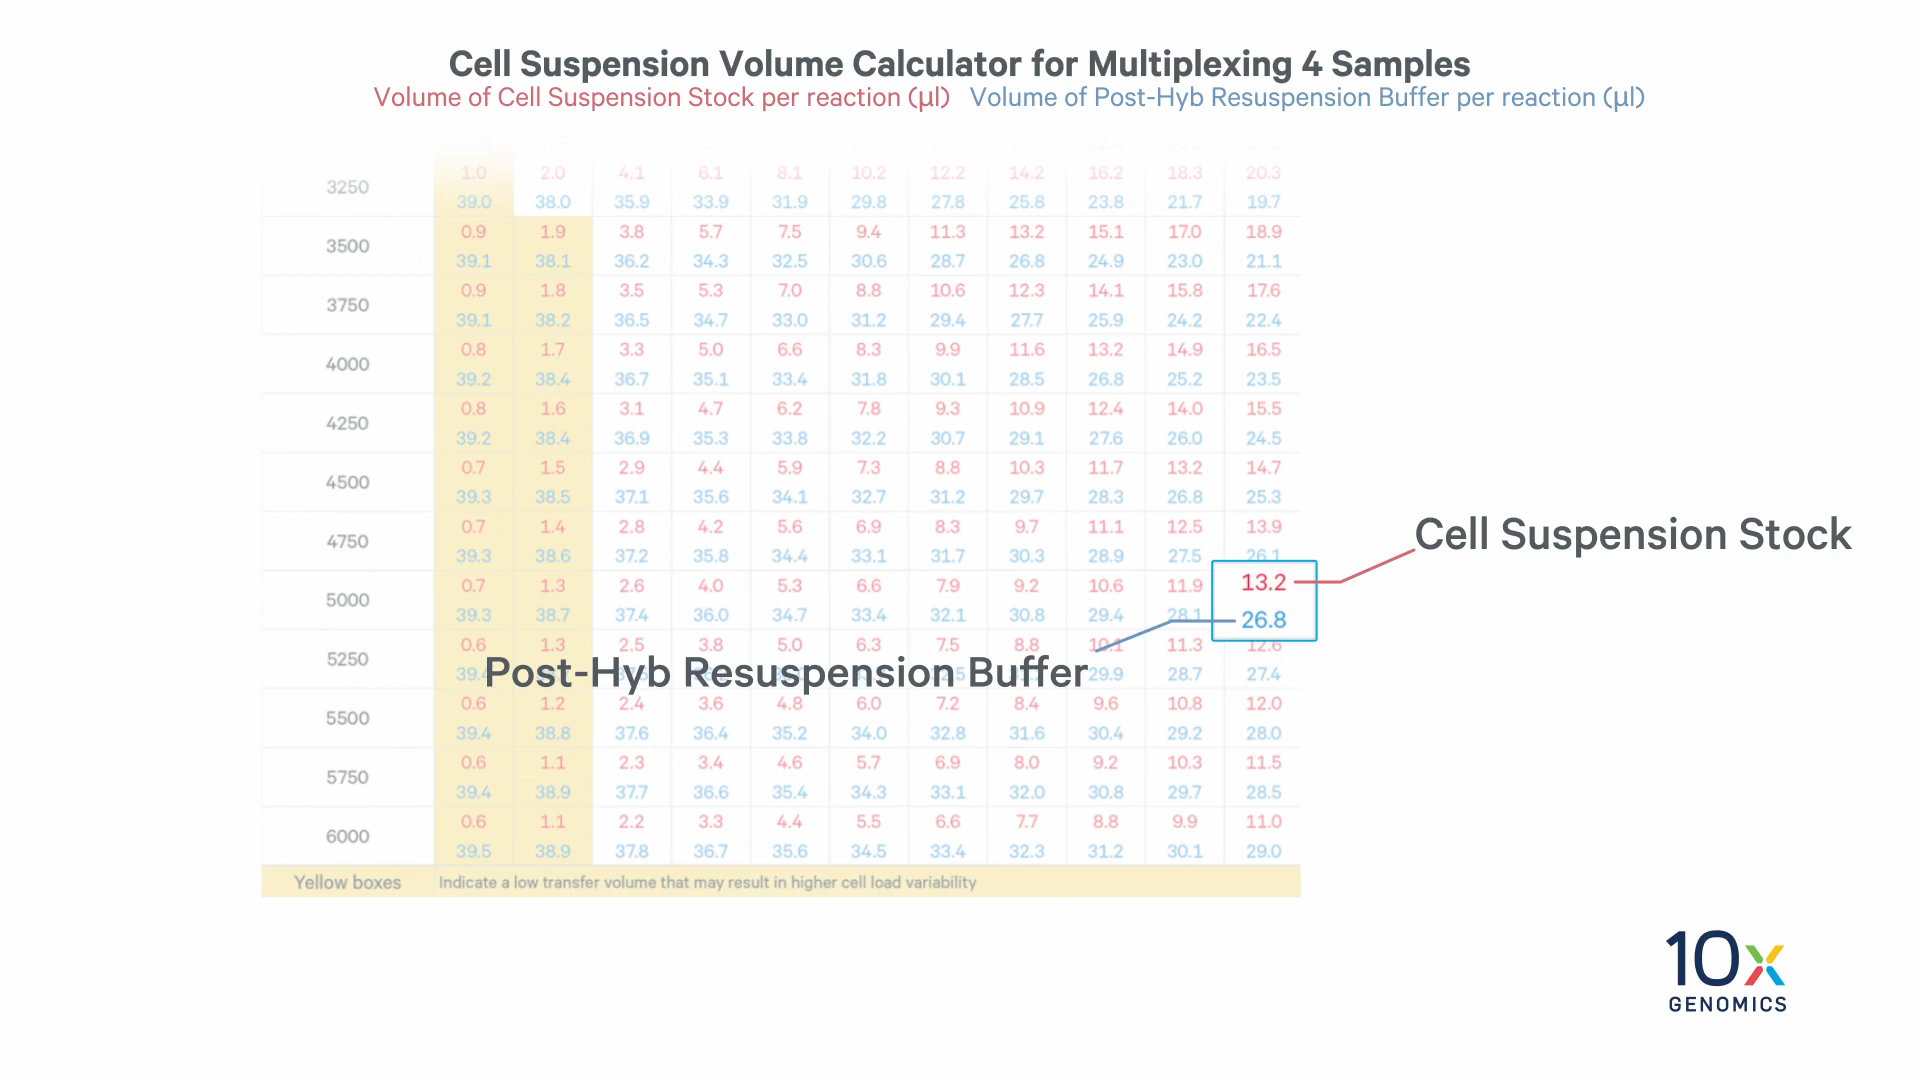 Cell Suspension Volume Calculator for Multiplexing 4 Samples
Volume of Cell Suspension Stock per reaction (µl) Volume of Post-Hyb Resuspension Buffer per reaction (µl)
3250 1.0 2.0 4.1 6.1 8.1 10.2 12.2 14.2 16.2 18.3 20.3
39.0 38.0 35.9 33.9 31.9 29.8 27.8 25.8 23.8 21.7 19.7
3500 0.9 1.9 3.8 5.7 7.5 9.4 11.3 13.2 15.1 17.0 18.9
39.1 38.1 36.2 34.3 32.5 30.6 28.7 26.8 24.9 23.0 21.1
3750 0.9 1.8 3.5 5.3 7.0 8.8 10.6 12.3 14.1 15.8 17.6
39.1 38.2 36.5 34.7 33.0 31.2 29.4 27.7 25.9 24.2 22.4
4000 0.8 1.7 3.3 5.0 6.6 8.3 9.9 11.6 13.2 14.9 16.5
39.2 38.4 36.7 35.1 33.4 31.8 30.1 28.5 26.8 25.2 23.5
4250 0.8 1.6 3.1 4.7 6.2 7.8 9.3 10.9 12.4 14.0 15.5
39.2 38.4 36.9 35.3 33.8 32.2 30.7 29.1 27.6 26.0 24.5
4500 0.7 1.5 2.9 4.4 5.9 7.3 8.8 10.3 11.7 13.2 14.7
39.3 38.5 37.1 35.6 34.1 32.7 31.2 29.7 28.3 26.8 25.3
4750 0.7 1.4 2.8 4.2 5.6 6.9 8.3 9.7 11.1 12.5 13.9
39.3 38.6 37.2 35.8 34.4 33.1 31.7 30.3 28.9 27.5 26.1
Cell Suspension Stock
5000 0.7 1.3 2.6 4.0 5.3 6.6 7.9 9.2 10.6 11.9 13.2
39.3 38.7 37.4 36.0 34.7 33.4 32.1 30.8 29.4 28.1 26.8
5250 0.6 1.3 2.5 3.8 5.0 6.3 7.5 8.8 10.1 11.3 12.6
Post-Hyb Resuspension Buffer
29.9 28.7 27.4
5500 0.6 1.2 2.4 3.6 4.8 6.0 7.2 8.4 9.6 10.8 12.0
39.4 38.8 37.6 36.4 35.2 34.0 32.8 31.6 30.4 29.2 28.0
5750 0.6 1.1 2.3 3.4 4.6 5.7 6.9 8.0 9.2 10.3 11.5
39.4 38.9 37.7 36.6 35.4 34.3 33.1 32.0 30.8 29.7 28.5
6000 0.6 1.1 2.2 3.3 4.4 5.5 6.6 7.7 8.8 9.9 11.0
39.5 38.9 37.8 36.7 35.6 34.5 33.4 32.3 31.2 30.1 29.0
Yellow boxes Indicate a low transfer volume that may result in higher cell load variability
10x
GENOMICS